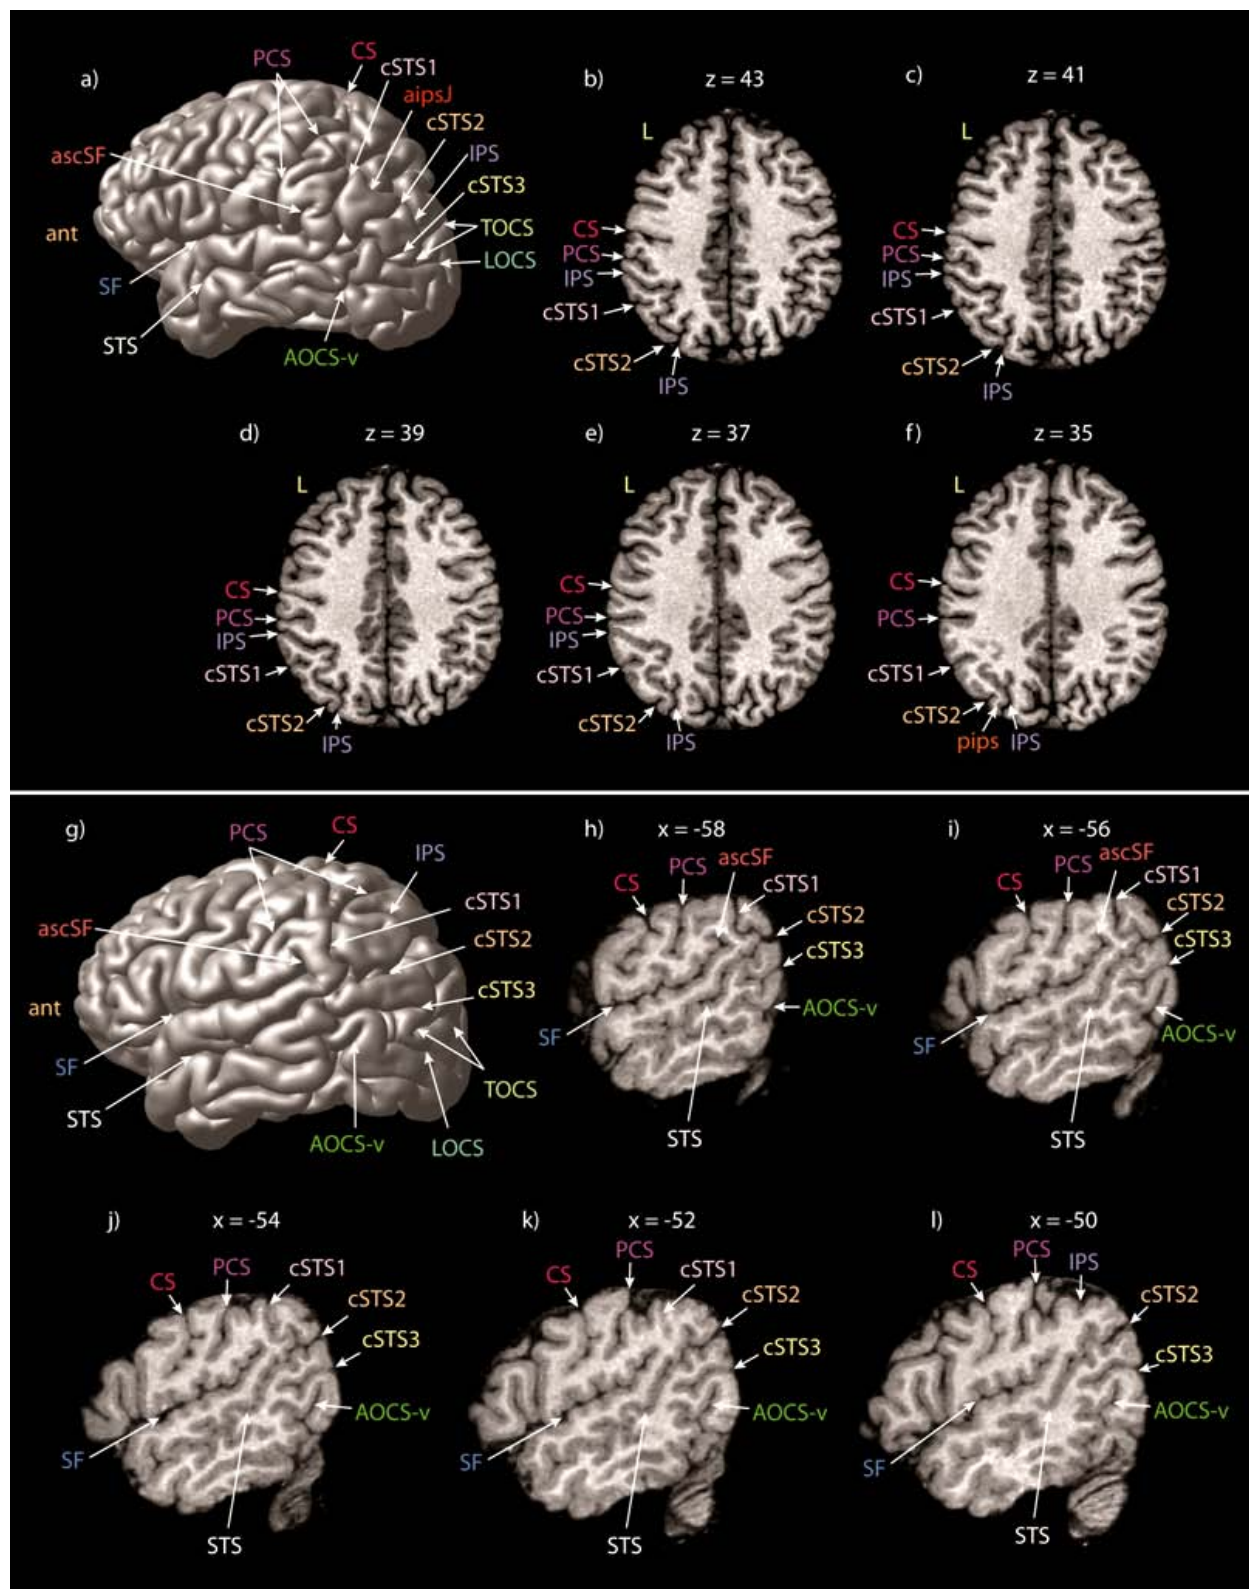 a)
PCS
CS
cSTS1
aipsJ
cSTS2
IPS
cSTS3
TOCS
LOCS
ascSF
ant
SF
STS
AOCS-v
b)
z = 43
L
CS
PCS
IPS
cSTS1
cSTS2
IPS
c)
z = 41
L
CS
PCS
IPS
cSTS1
cSTS2
IPS
d)
z = 39
L
CS
PCS
IPS
cSTS1
cSTS2
IPS
e)
z = 37
L
CS
PCS
IPS
cSTS1
cSTS2
IPS
f)
z = 35
L
CS
PCS
cSTS1
cSTS2
pips
IPS
g)
PCS
CS
IPS
cSTS1
cSTS2
cSTS3
TOCS
LOCS
AOCS-v
ascSF
ant
SF
STS
h)
x = -58
CS
PCS
ascSF
cSTS1
cSTS2
cSTS3
AOCS-v
SF
STS
i)
x = -56
CS
PCS
ascSF
cSTS1
cSTS2
cSTS3
AOCS-v
SF
STS
j)
x = -54
CS
PCS
cSTS1
cSTS2
cSTS3
AOCS-v
SF
STS
k)
x = -52
CS
PCS
cSTS1
cSTS2
cSTS3
AOCS-v
SF
STS
l)
x = -50
CS
PCS
IPS
cSTS2
cSTS3
AOCS-v
SF
STS